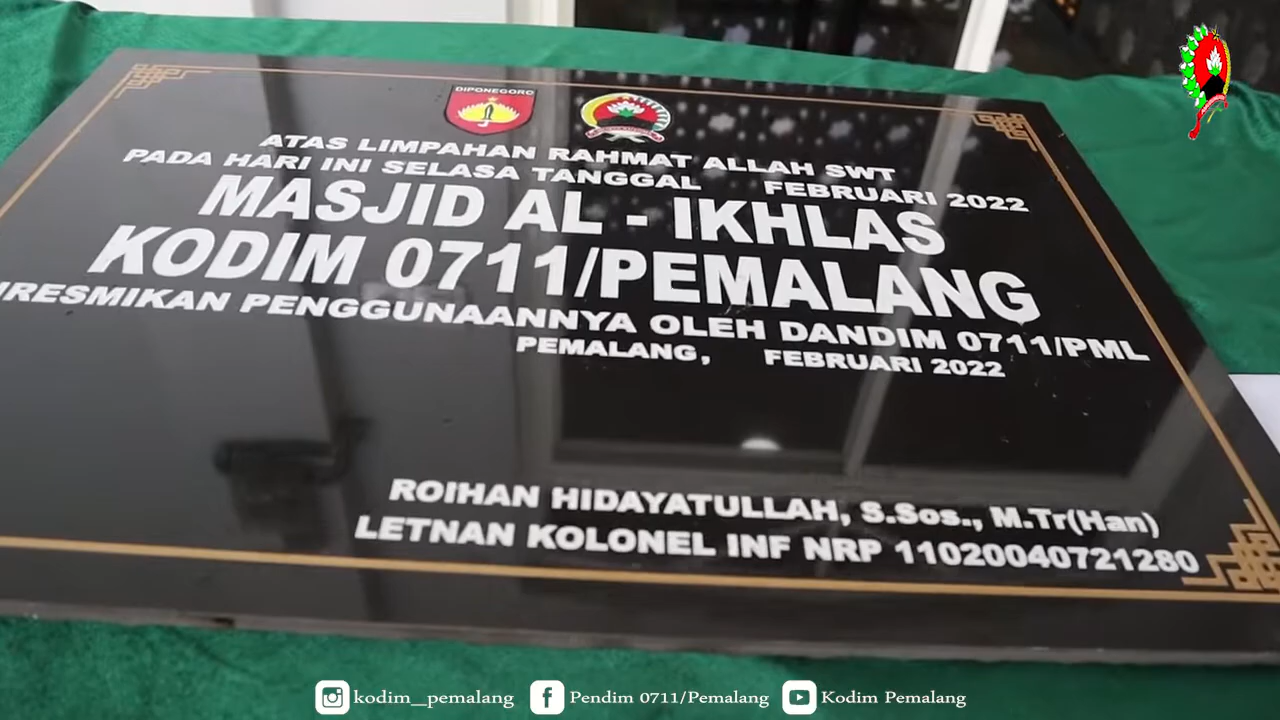 DIPONEGORO
ATAS LIMPAHAN RAHMAT ALLAH SWT
PADA HARI INI SELASA TANGGAL FEBRUARI 2022
MASJID AL - IKHLAS
KODIM 0711/PEMALANG
IRESMIKAN PENGGUNAANNYA OLEH DANDIM 0711/PML
PEMALANG, FEBRUARI 2022
ROIHAN HIDAYATULLAH, S.Sos., M.Tr(Han)
LETNAN KOLONEL INF NRP 11020040721280
kodim_pemalang Pendim 0711/Pemalang Kodim Pemalang